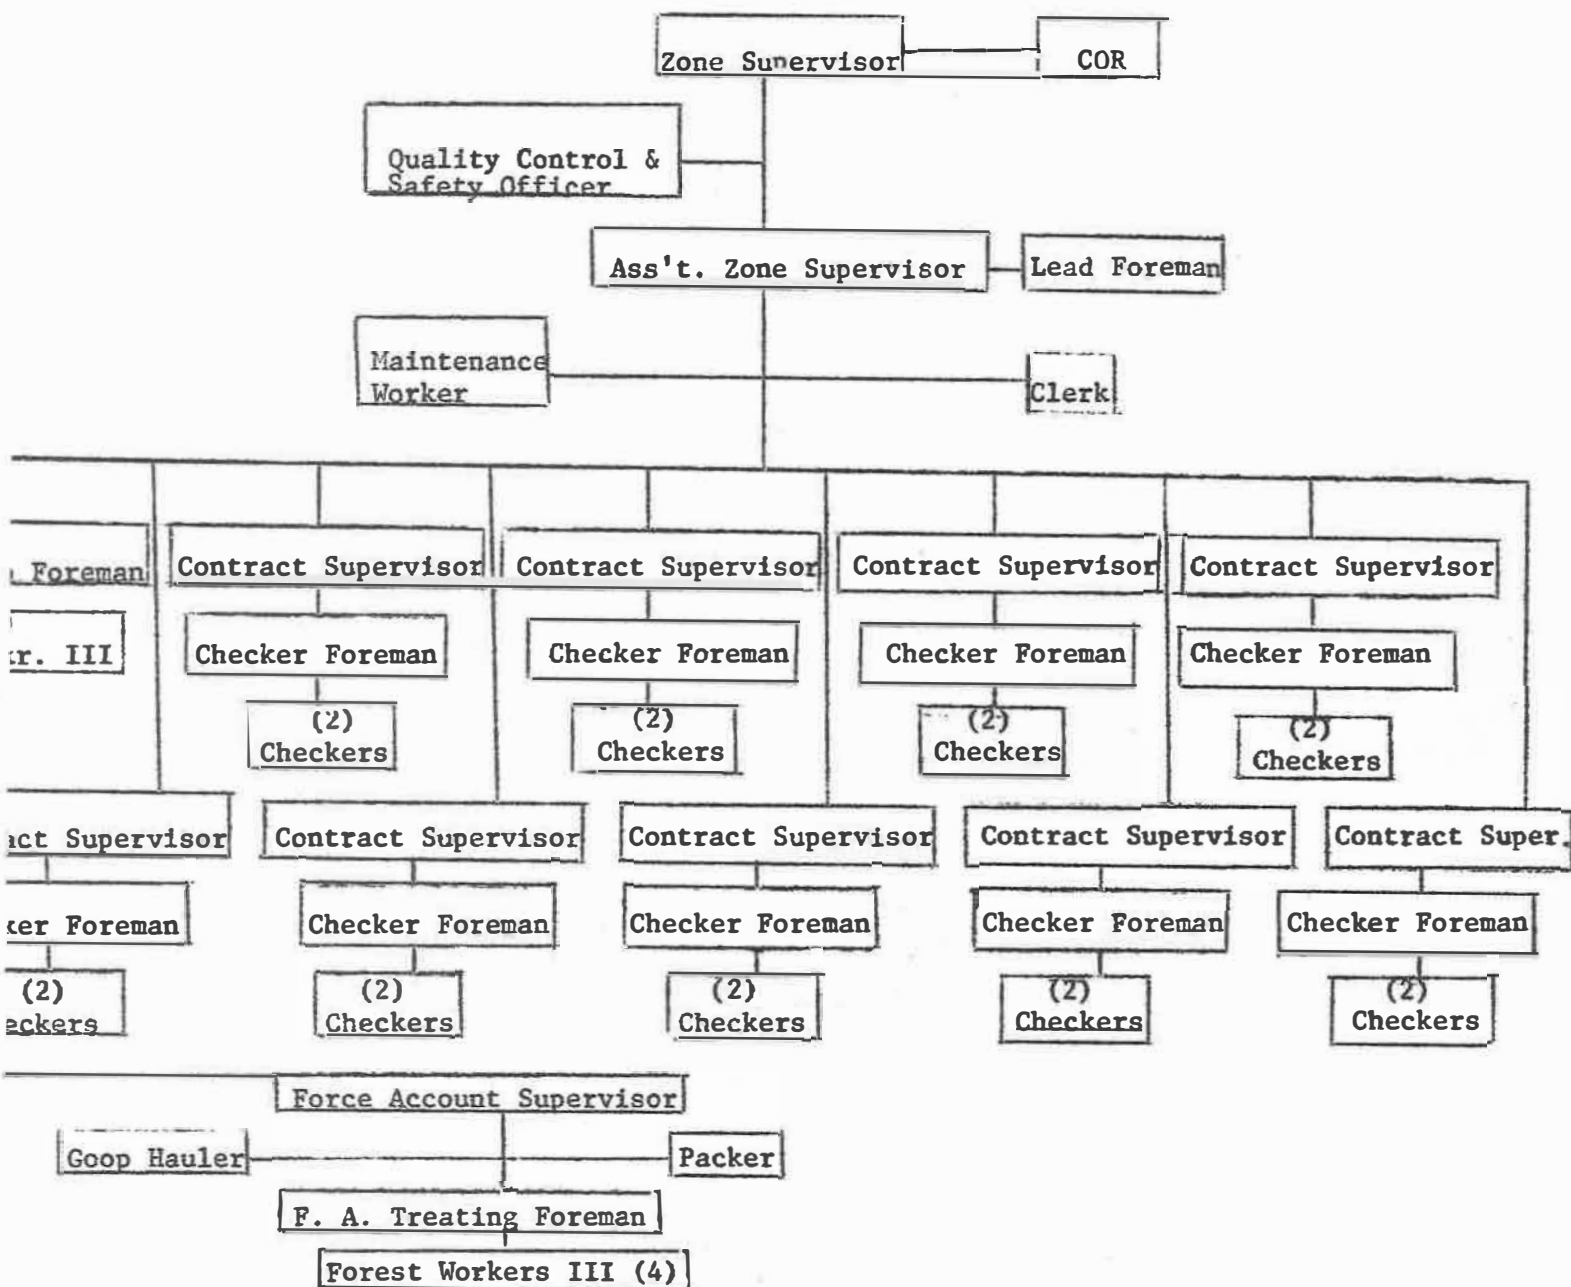 Zone Supervisor COR
Quality Control &
Safety Officer
Ass't. Zone Supervisor Lead Foreman
Maintenance
Worker
Clerk
Foreman Contract Supervisor Contract Supervisor Contract Supervisor Contract Supervisor
III Checker Foreman Checker Foreman Checker Foreman Checker Foreman
(2) (2) (2) (2)
Checkers Checkers Checkers Checkers
Supervisor Contract Supervisor Contract Supervisor Contract Supervisor Contract Super.
Foreman Checker Foreman Checker Foreman Checker Foreman Checker Foreman
(2) (2) (2) (2) (2)
Checkers Checkers Checkers Checkers
Force Account Supervisor
Goop Hauler Packer
F. A. Treating Foreman
Forest Workers III (4)